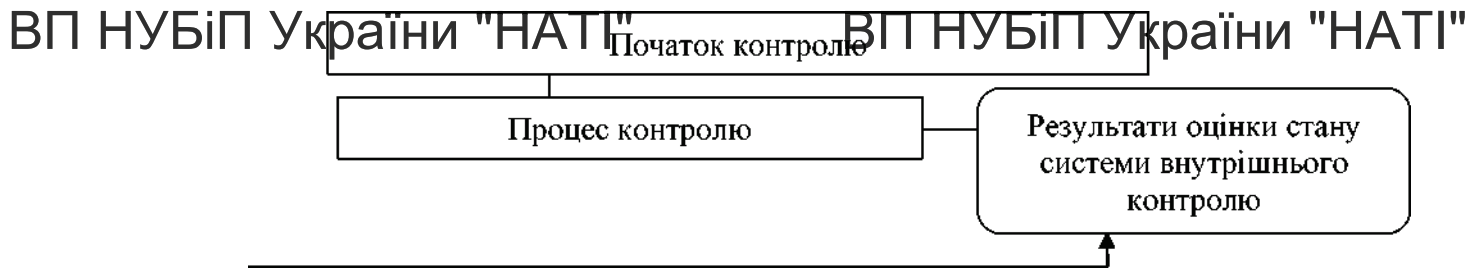 ВП НУБіП України "НАТІ" ВП НУБіП України "НАТІ"
Початок контролю
Процес контролю
Результати оцінки стану
системи внутрішнього
контролю